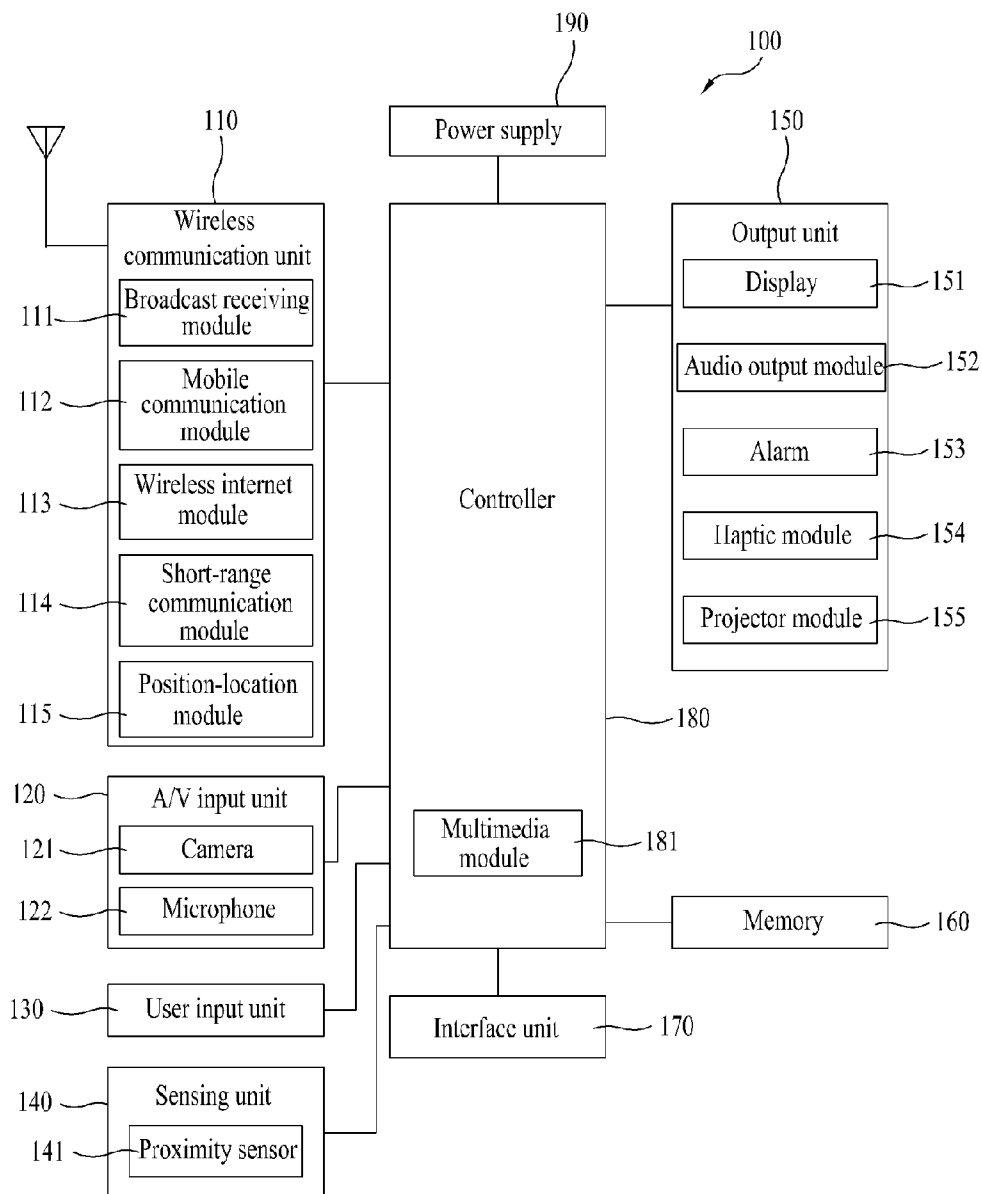 190
100
Power supply
110
150
Wireless
communication unit
Broadcast receiving
module
111
Mobile
communication
module
112
Wireless internet
module
113
Short-range
communication
module
114
Position-location
module
115
Controller
180
Multimedia
module
181
Output unit
Display
151
Audio output module
152
Alarm
153
Haptic module
154
Projector module
155
120
A/V input unit
121
Camera
122
Microphone
Memory
160
130
User input unit
Interface unit
170
140
Sensing unit
141
Proximity sensor